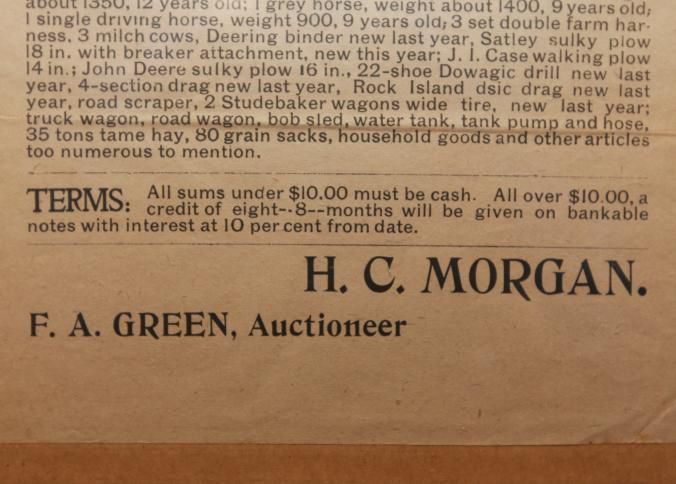 about 1350, 12 years old; 1 grey horse, weight about 1400, 9 years old;
1 single driving horse, weight 900, 9 years old; 3 set double farm har-
ness. 3 milch cows, Deering binder new last year, Satley sulky plow
18 in. with breaker attachment, new this year; J. I. Case walking plow
14 in.; John Deere sulky plow 16 in., 22-shoe Dowagic drill new last
year, 4-section drag new last year, Rock Island dsic drag new last
year, road scraper, 2 Studebaker wagons wide tire, new last year;
truck wagon, road wagon, bob sled, water tank, tank pump and hose,
35 tons tame hay, 80 grain sacks, household goods and other articles
too numerous to mention.
TERMS: All sums under $10.00 must be cash. All over $10.00, a
credit of eight--8--months will be given on bankable
notes with interest at 10 per cent from date.
H. C. MORGAN.
F. A. GREEN, Auctioneer